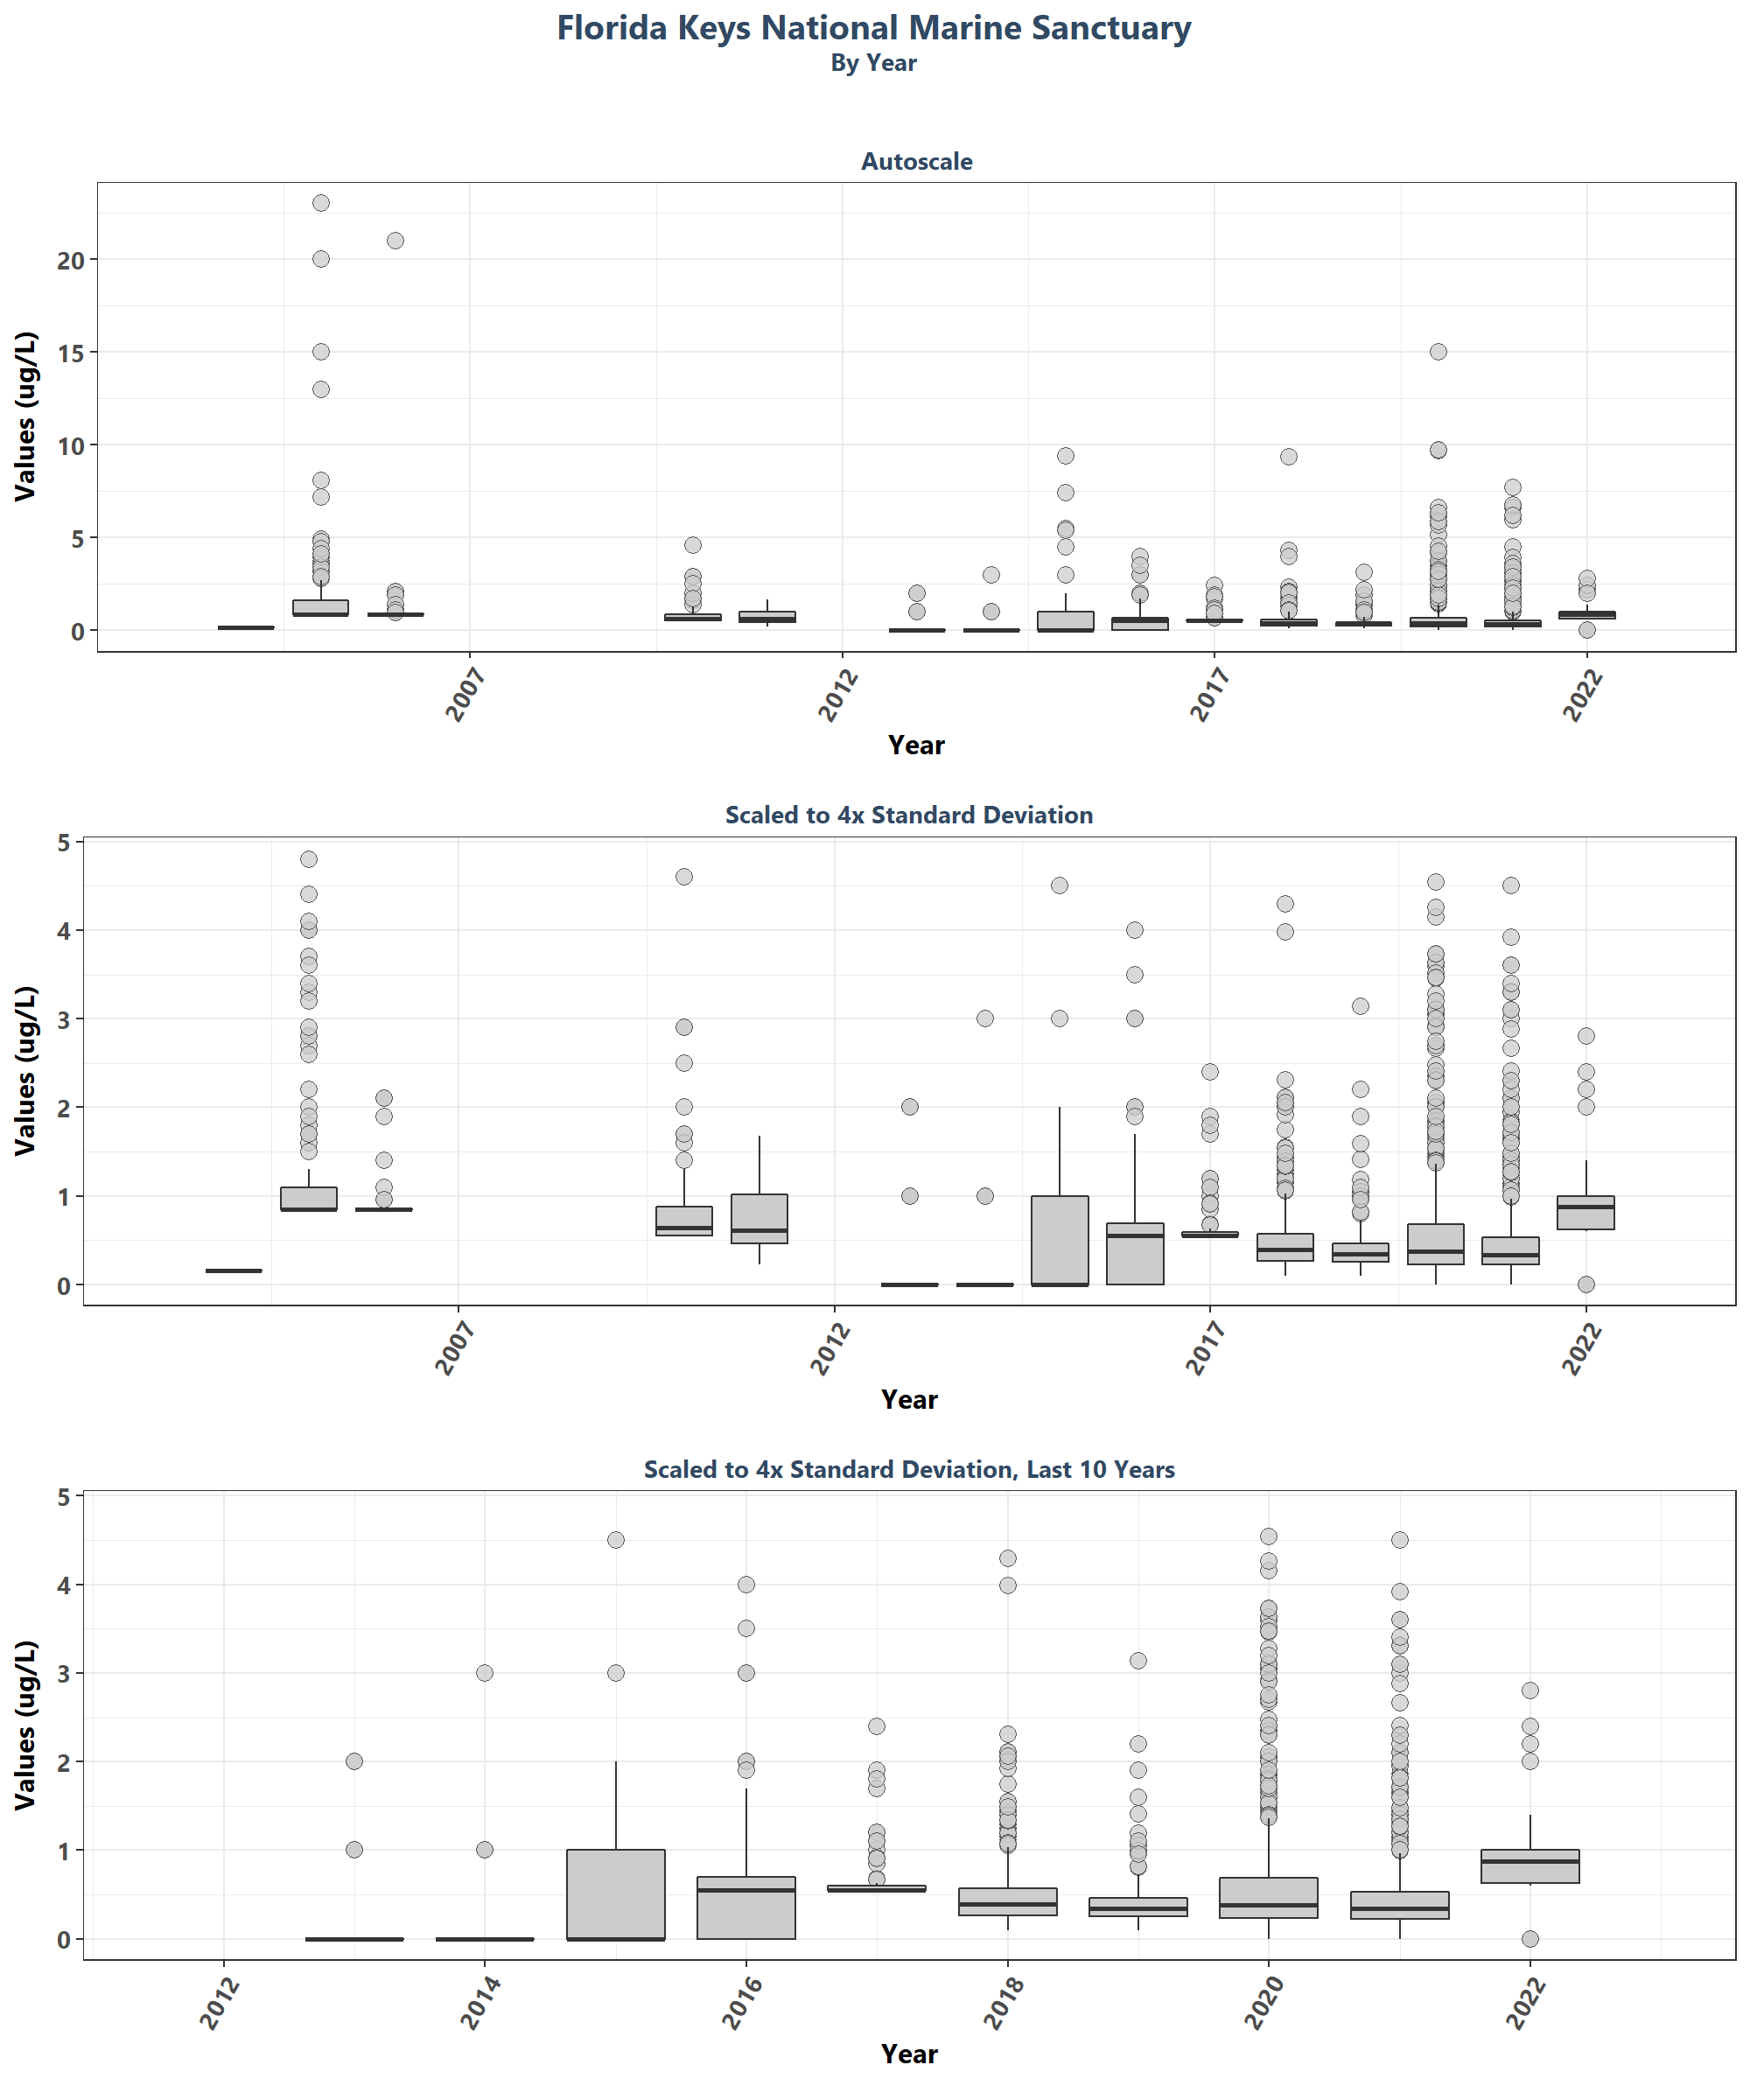 Florida Keys National Marine Sanctuary
By Year
Autoscale
Values (ug/L)
20
15
10
5
0
2007
2012
2017
2022
Year
Scaled to 4x Standard Deviation
Values (ug/L)
5
4
3
2
1
0
2007
2012
2017
2022
Year
Scaled to 4x Standard Deviation, Last 10 Years
Values (ug/L)
5
4
3
2
1
0
2012
2014
2016
2018
2020
2022
Year